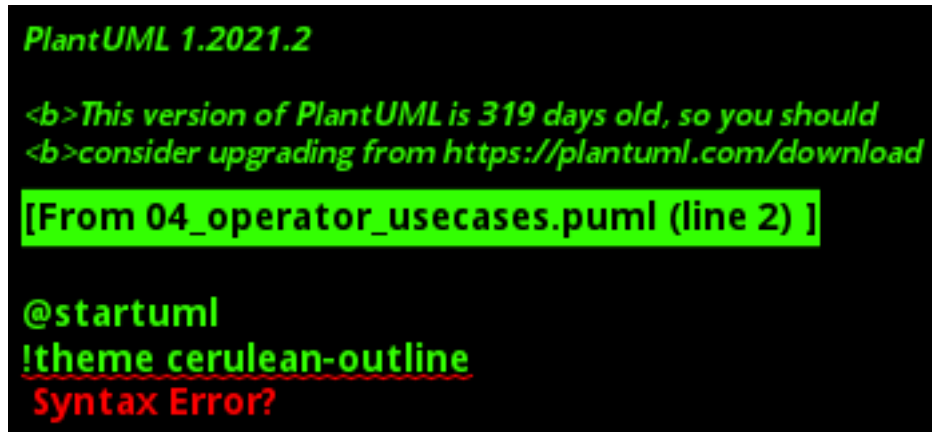 PlantUML 1.2021.2
<b>This version of PlantUML is 319 days old, so you should
<b>consider upgrading from https://plantuml.com/download
[From 04_operator_usecases.puml (line 2) ]
@startuml
!theme cerulean-outline
Syntax Error?